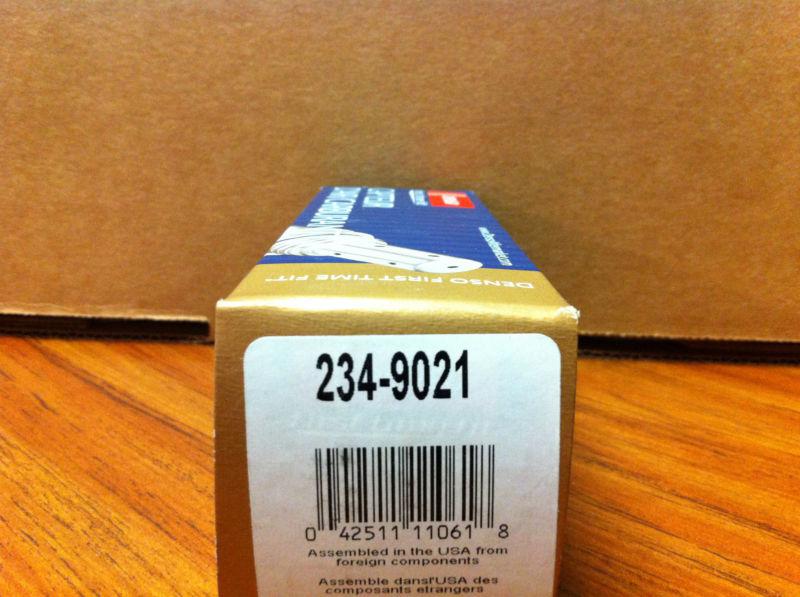 DENSO FIRST TIME FIT™
234-9021
0 42511 11061 8
Assembled in the USA from
foreign components
Assemble dansl'USA des
composants etrangers